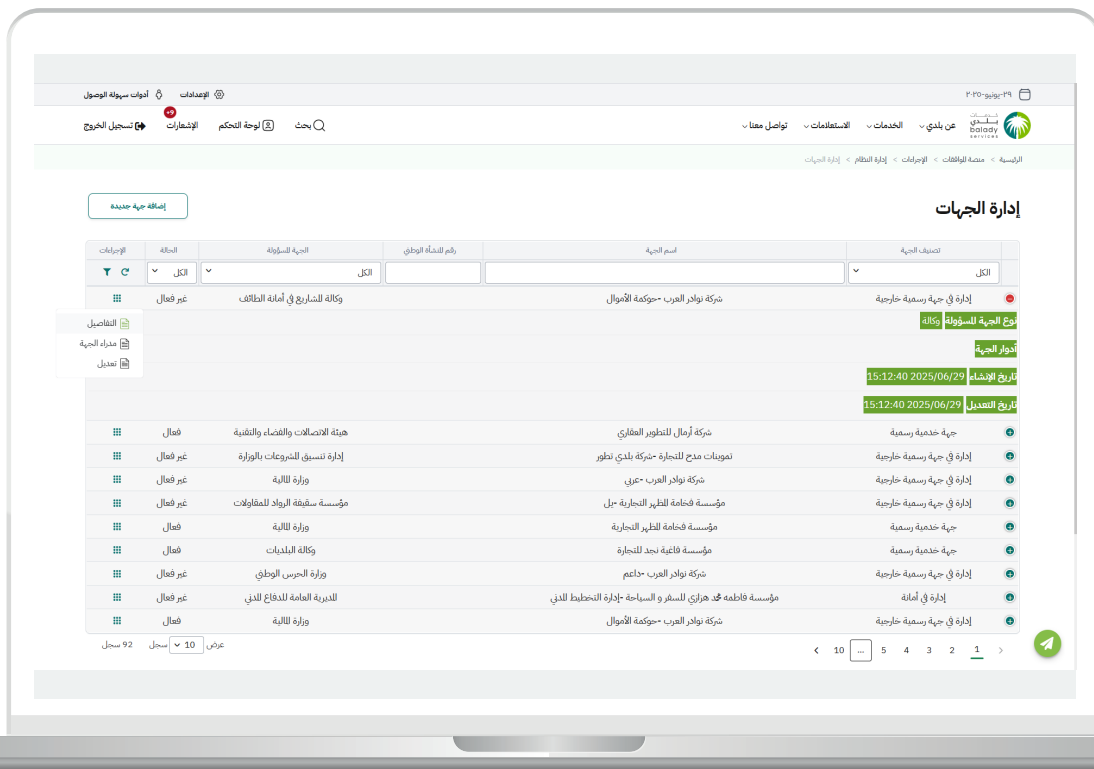 ٢٩-يونيو-٢٠٢٥
الإعدادات أدوات سهولة الوصول
خدمات
بلدي
balady
services
عن بلدي الخدمات الاستعلامات تواصل معنا
بحث لوحة التحكم الإشعارات +9 تسجيل الخروج
الرئيسية > منصة الموافقات > الإجراءات > إدارة النظام > إدارة الجهات
إدارة الجهات
إضافة جهة جديدة
تصنيف الجهة اسم الجهة رقم المنشأة الوطني الجهة المسؤولة الحالة الإجراءات
الكل الكل الكل
إدارة في جهة رسمية خارجية شركة نوادر العرب -حوكمة الأموال وكالة المشاريع في أمانة الطائف غير فعال
نوع الجهة المسؤولة وكالة
أدوار الجهة
تاريخ الإنشاء 2025/06/29 15:12:40
تاريخ التعديل 2025/06/29 15:12:40
التفاصيل
مدراء الجهة
تعديل
جهة خدمية رسمية شركة أرمال للتطوير العقاري هيئة الاتصالات والفضاء والتقنية فعال
إدارة في جهة رسمية خارجية تموينات مدح للتجارة -شركة بلدي تطور إدارة تنسيق المشروعات بالوزارة غير فعال
إدارة في جهة رسمية خارجية شركة نوادر العرب -عربي وزارة المالية غير فعال
إدارة في جهة رسمية خارجية مؤسسة فخامة المظهر التجارية -يل مؤسسة سقيفة الرواد للمقاولات غير فعال
جهة خدمية رسمية مؤسسة فخامة المظهر التجارية وزارة المالية فعال
جهة خدمية رسمية مؤسسة فاغية نجد للتجارة وكالة البلديات فعال
إدارة في جهة رسمية خارجية شركة نوادر العرب -داعم وزارة الحرس الوطني غير فعال
إدارة في أمانة مؤسسة فاطمه محمد هزازي للسفر و السياحة -إدارة التخطيط المدني المديرية العامة للدفاع المدني غير فعال
إدارة في جهة رسمية خارجية شركة نوادر العرب -حوكمة الأموال وزارة المالية فعال
1 2 3 4 5 ... 10
عرض 10 سجل 92 سجل